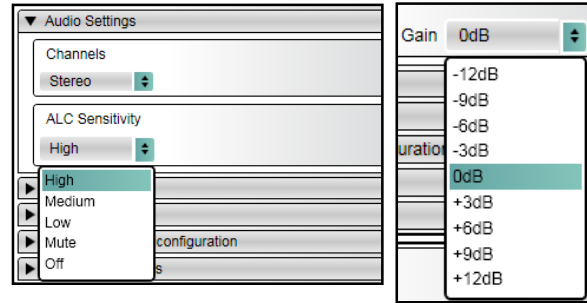 Audio Settings
Channels
Stereo
ALC Sensitivity
High
High
Medium
Low
Mute
configuration
Off
s
Gain 0dB
-12dB
-9dB
-6dB
uration -3dB
0dB
+3dB
+6dB
+9dB
+12dB